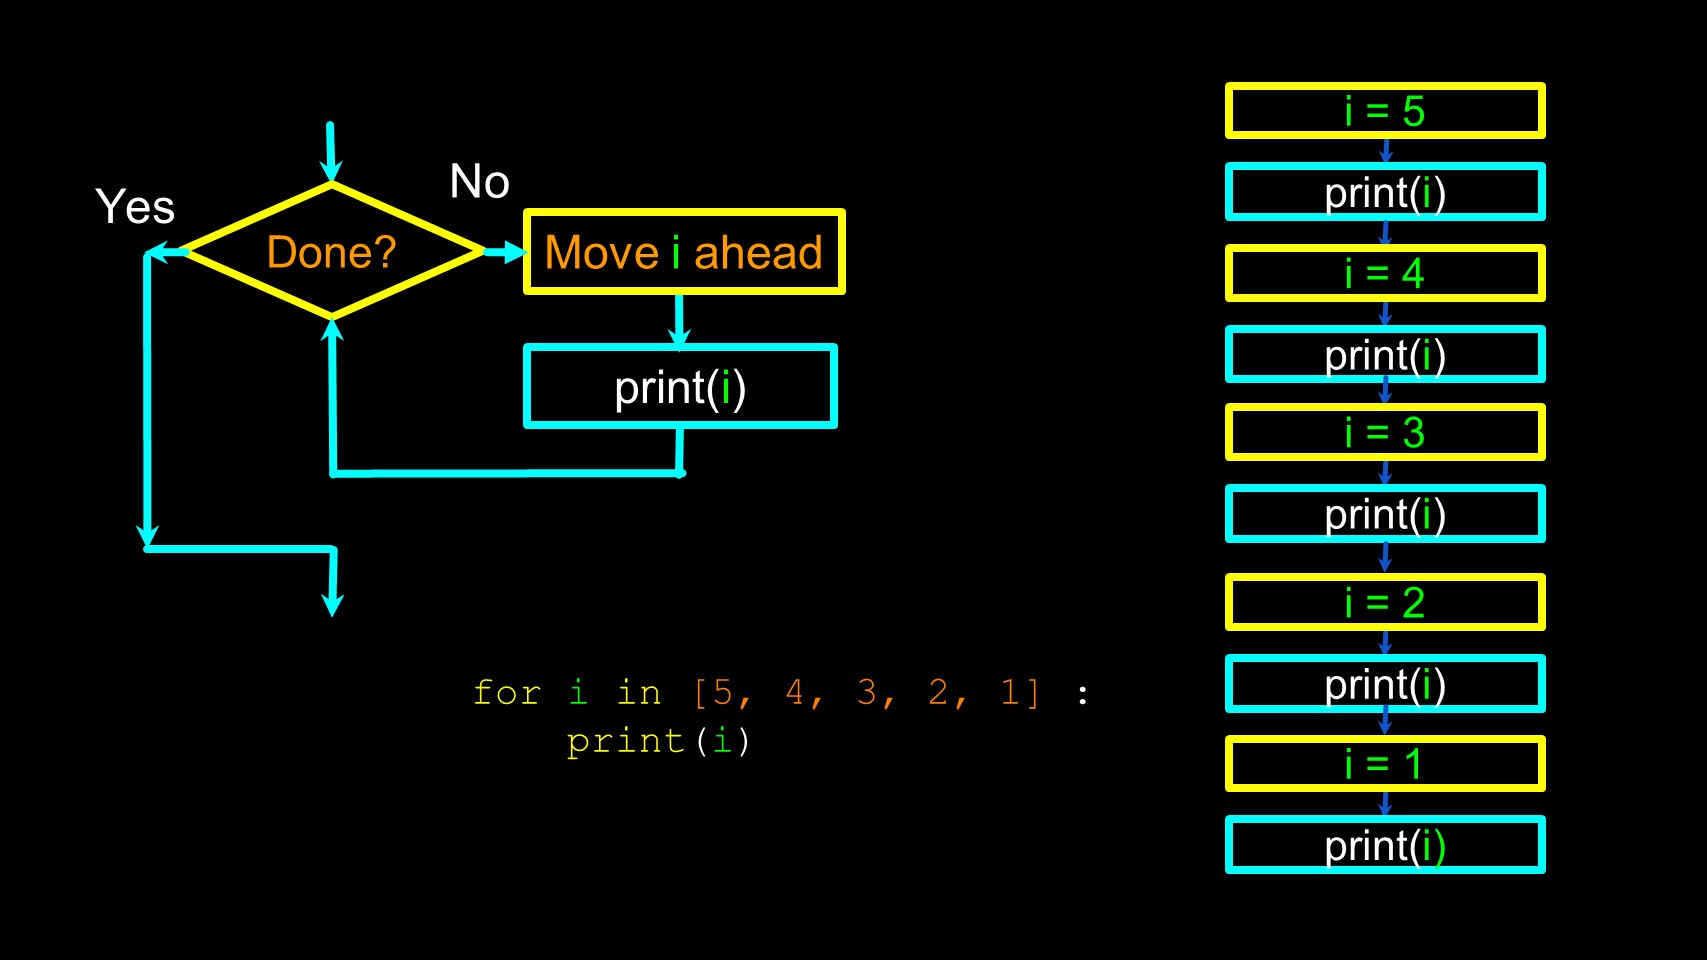 Yes
No
Done?
Move i ahead
print(i)
for i in [5, 4, 3, 2, 1] :
    print(i)
i = 5
print(i)
i = 4
print(i)
i = 3
print(i)
i = 2
print(i)
i = 1
print(i)